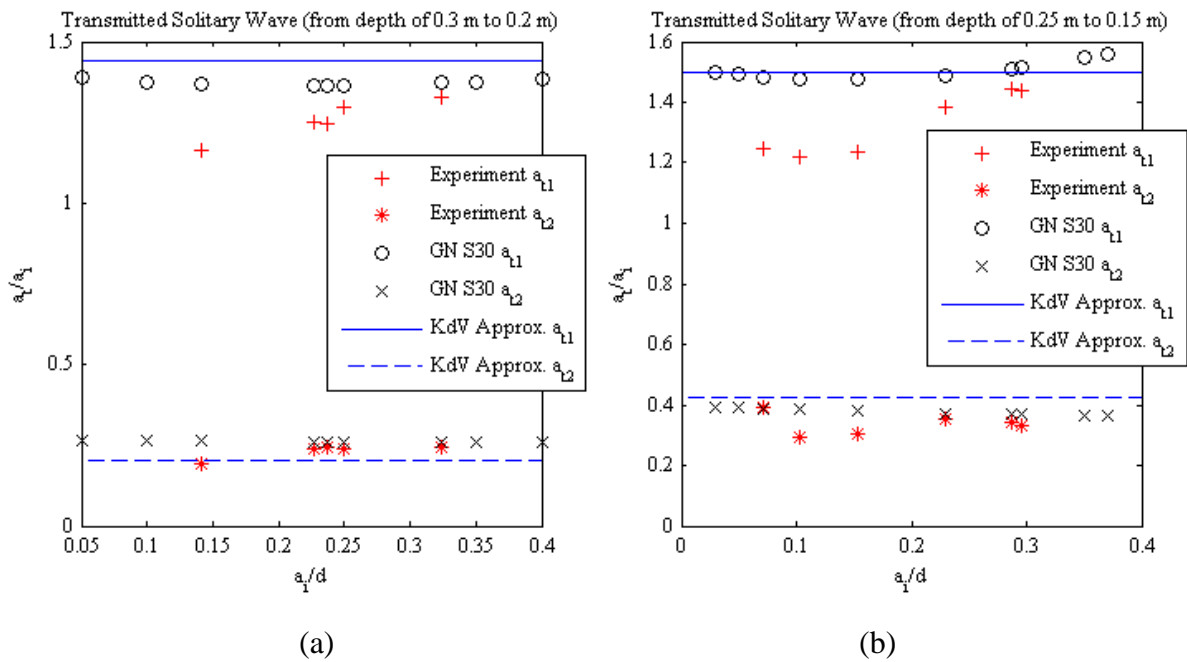 Transmitted Solitary Wave (from depth of 0.3 m to 0.2 m)
1.5
1
0.5
0
a_t/a_i
0.05 0.1 0.15 0.2 0.25 0.3 0.35 0.4
a_i/d
Experiment a_t1
Experiment a_t2
GN S30 a_t1
GN S30 a_t2
KdV Approx. a_t1
KdV Approx. a_t2
(a)
Transmitted Solitary Wave (from depth of 0.25 m to 0.15 m)
1.6
1.4
1.2
1
0.8
0.6
0.4
0.2
0
a_t/a_i
0 0.1 0.2 0.3 0.4
a_i/d
Experiment a_t1
Experiment a_t2
GN S30 a_t1
GN S30 a_t2
KdV Approx. a_t1
KdV Approx. a_t2
(b)